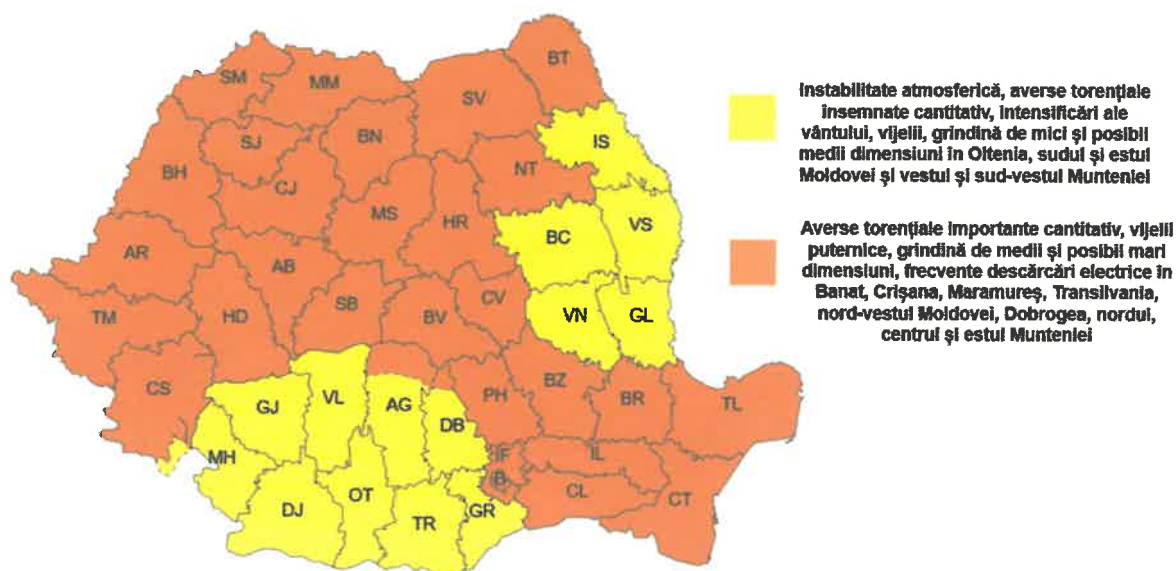 BT
SM
MM
SV
IS
SJ
BN
NT
BH
CJ
MS
HR
BC
VS
AR
AB
TM
HD
SB
BV
CV
VN
GL
CS
GJ
VL
AG
DB
PH
BZ
BR
TL
MH
IF
IL
B
DJ
OT
TR
GR
CL
CT
Instabilitate atmosferică, averse torențiale
însemnate cantitativ, intensificări ale
vântului, vijelii, grindină de mici și posibil
medii dimensiuni în Oltenia, sudul și estul
Moldovei și vestul și sud-vestul Munteniei
Averse torențiale importante cantitativ, vijelii
puternice, grindină de medii și posibil mari
dimensiuni, frecvente descărcări electrice în
Banat, Crișana, Maramureș, Transilvania,
nord-vestul Moldovei, Dobrogea, nordul,
centrul și estul Munteniei